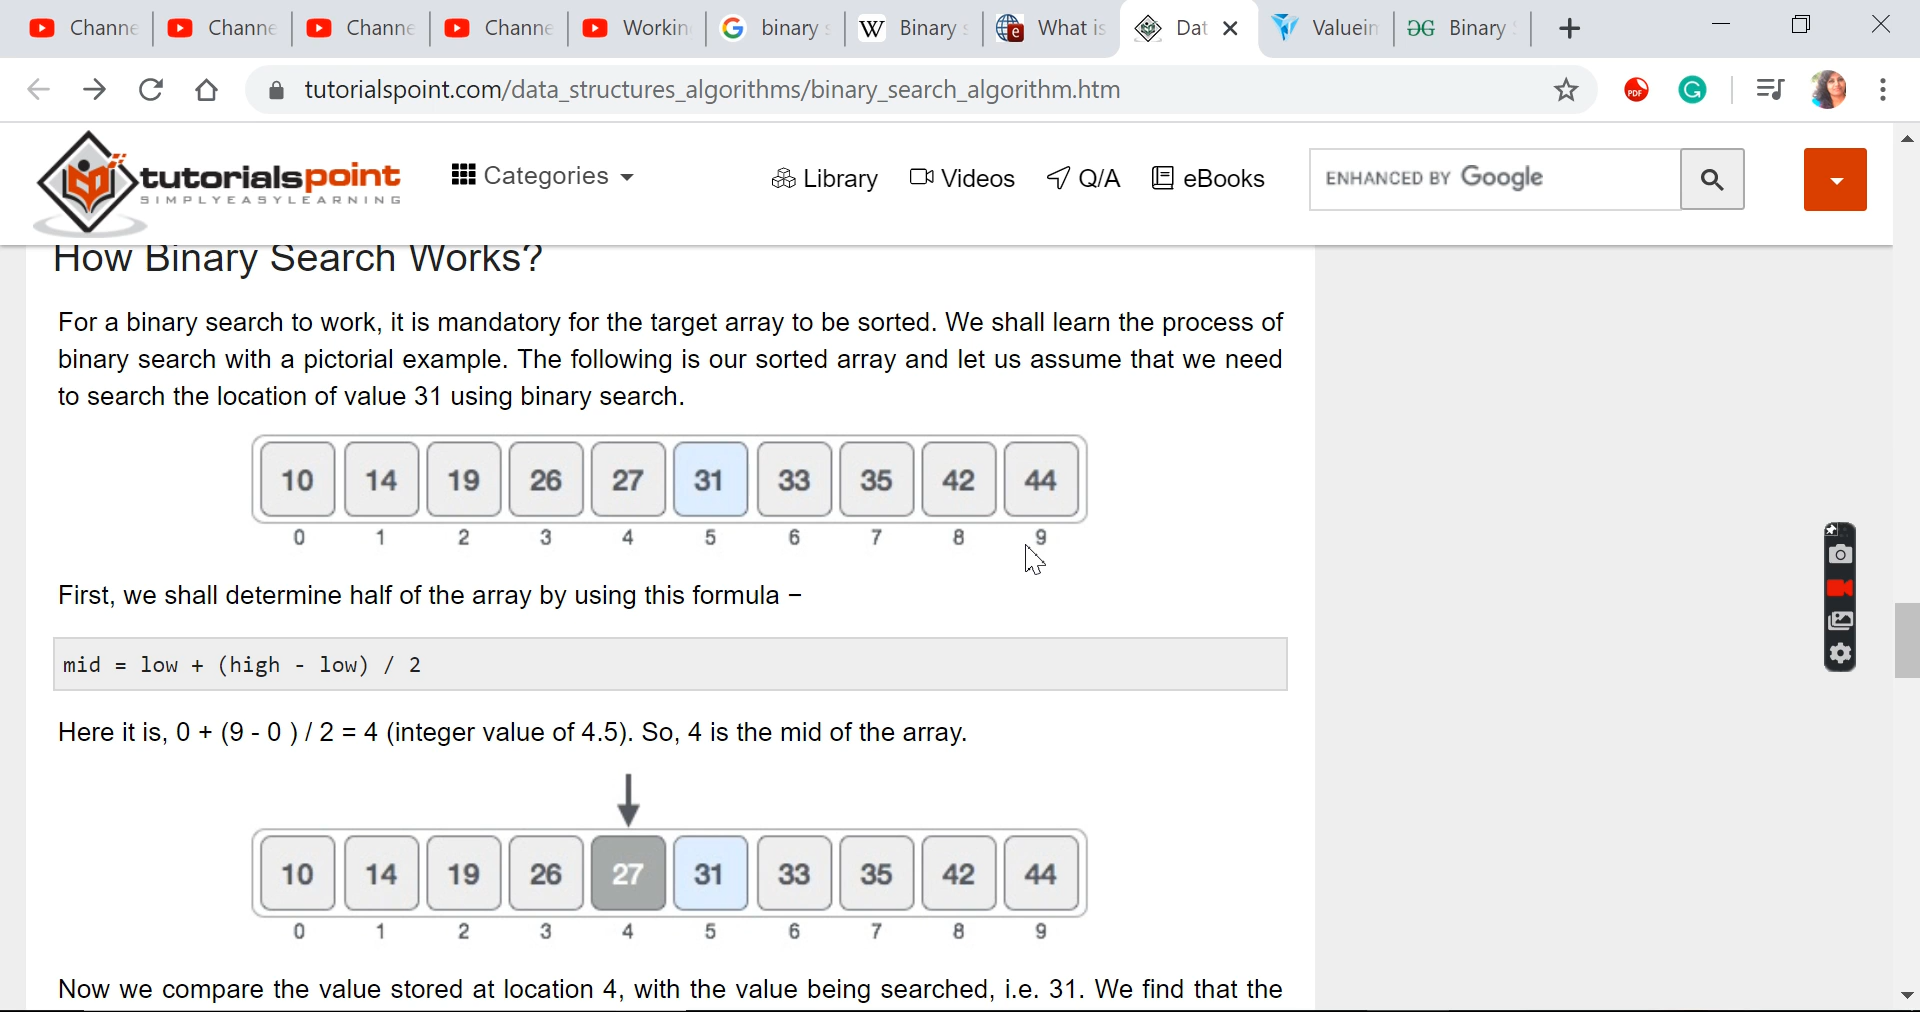 Channe Channe Channe Channe Workin binary s Binary s What is Dat Valuein Binary S
tutorialspoint.com/data_structures_algorithms/binary_search_algorithm.htm
PDF
tutorialspoint
SIMPLYEASYLEARNING
Categories
Library
Videos
Q/A
eBooks
ENHANCED BY Google
How Binary Search Works?
For a binary search to work, it is mandatory for the target array to be sorted. We shall learn the process of
binary search with a pictorial example. The following is our sorted array and let us assume that we need
to search the location of value 31 using binary search.
10 14 19 26 27 31 33 35 42 44
0 1 2 3 4 5 6 7 8 9
First, we shall determine half of the array by using this formula −
mid = low + (high - low) / 2
Here it is, 0 + (9 - 0 ) / 2 = 4 (integer value of 4.5). So, 4 is the mid of the array.
10 14 19 26 27 31 33 35 42 44
0 1 2 3 4 5 6 7 8 9
Now we compare the value stored at location 4, with the value being searched, i.e. 31. We find that the